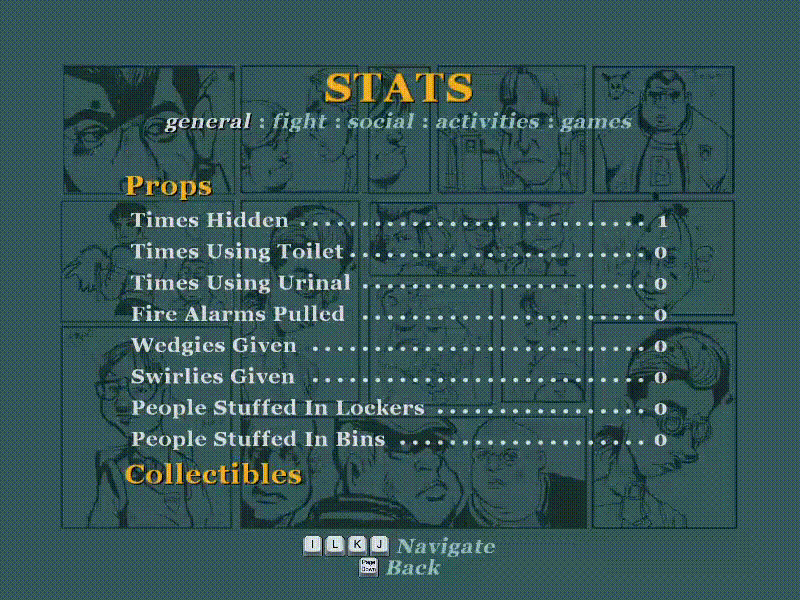 STATS
general : fight : social : activities : games
Props
Times Hidden ............................. 1
Times Using Toilet ......................... 0
Times Using Urinal ........................ 0
Fire Alarms Pulled ........................ 0
Wedgies Given ............................ 0
Swirlies Given ............................ 0
People Stuffed In Lockers .................. 0
People Stuffed In Bins ..................... 0
Collectibles
I L K J Navigate
Page Down Back